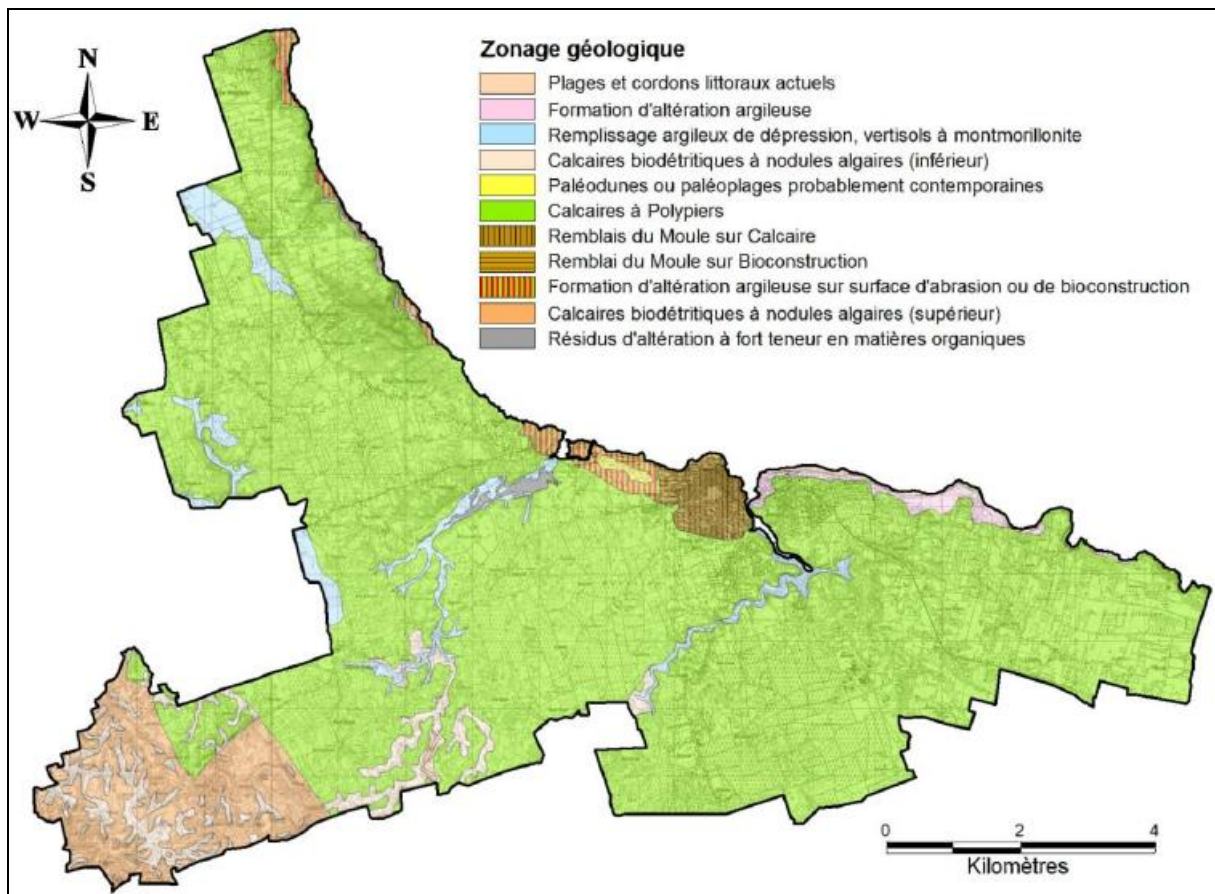 N
W E
S
Zonage géologique
Plages et cordons littoraux actuels
Formation d'altération argileuse
Remplissage argileux de dépression, vertisols à montmorillonite
Calcaires biodétritiques à nodules algaires (inférieur)
Paléodunes ou paléoplages probablement contemporaines
Calcaires à Polypiers
Remblais du Moule sur Calcaire
Remblai du Moule sur Bioconstruction
Formation d'altération argileuse sur surface d'abrasion ou de bioconstruction
Calcaires biodétritiques à nodules algaires (supérieur)
Résidus d'altération à fort teneur en matières organiques
0 2 4
Kilomètres